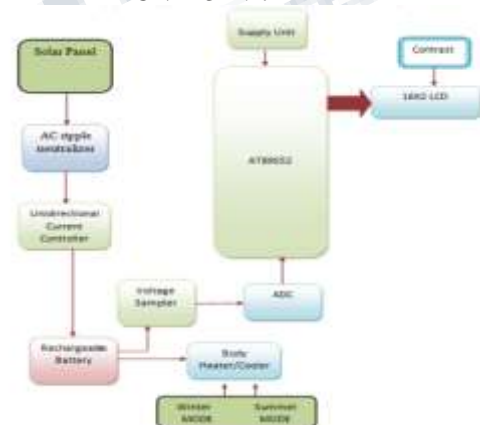 Supply Unit
Solar Panel
Contrast
16X2 LCD
AC ripple
neutralizer
AT89S52
Unidirectional
Current
Controller
Voltage
Sampler
ADC
Rechargeable
Battery
Body
Heater/Cooler
Winter
MODE
Summer
MODE